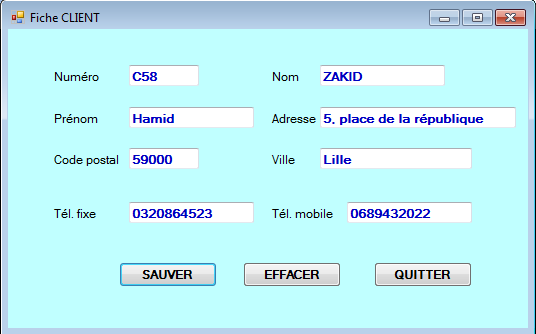 Fiche CLIENT
Numéro C58 Nom ZAKID
Prénom Hamid Adresse 5, place de la république
Code postal 59000 Ville Lille
Tél. fixe 0320864523 Tél. mobile 0689432022
SAUVER EFFACER QUITTER